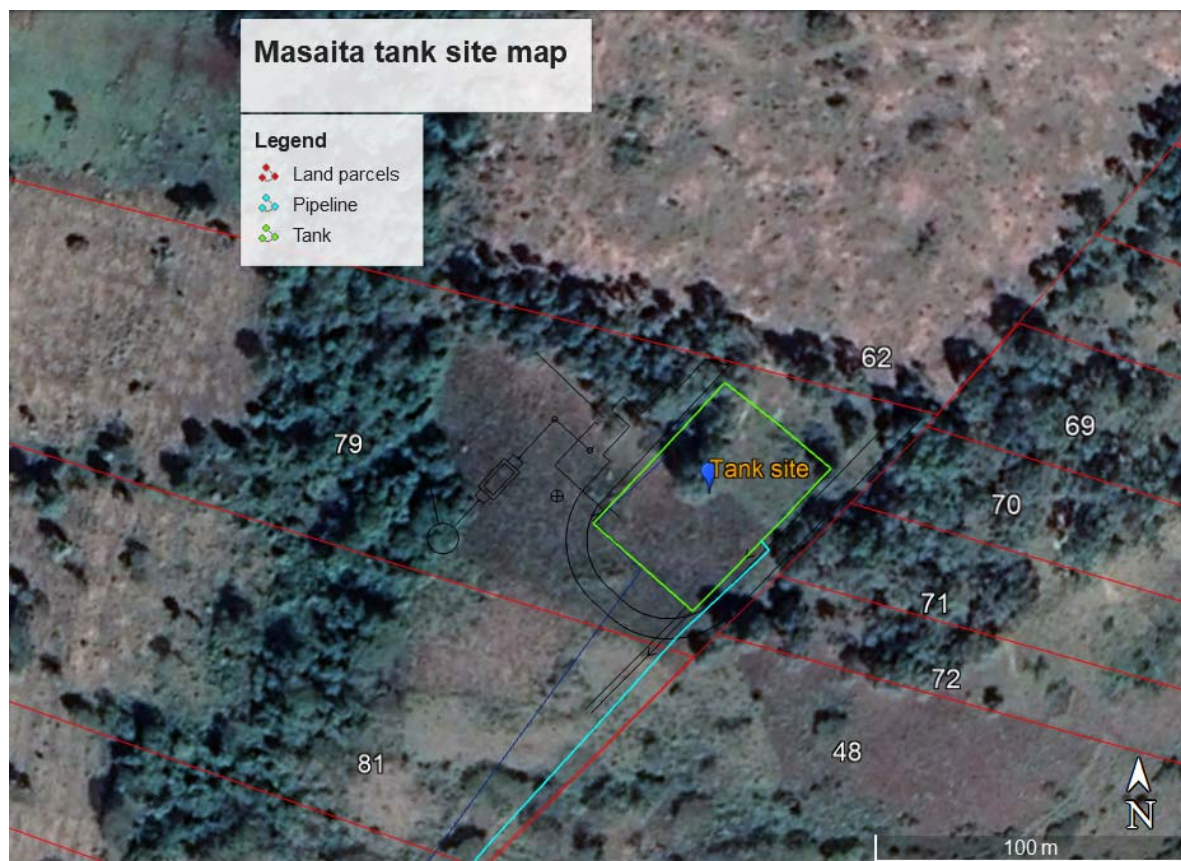 Masaita tank site map
Legend
Land parcels
Pipeline
Tank
62
79
69
Tank site
70
71
72
81
48
N
100 m